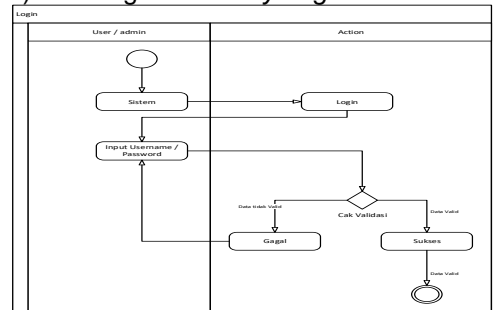 Login
User / admin
Action
Sistem
Login
Input Username /
Password
Data tidak Valid
Cak Validasi
Data Valid
Gagal
Sukses
Data Valid